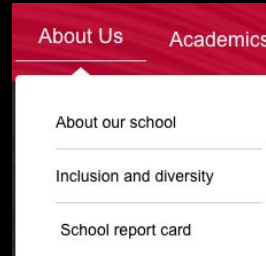 About Us
Academics
About our school
Inclusion and diversity
School report card